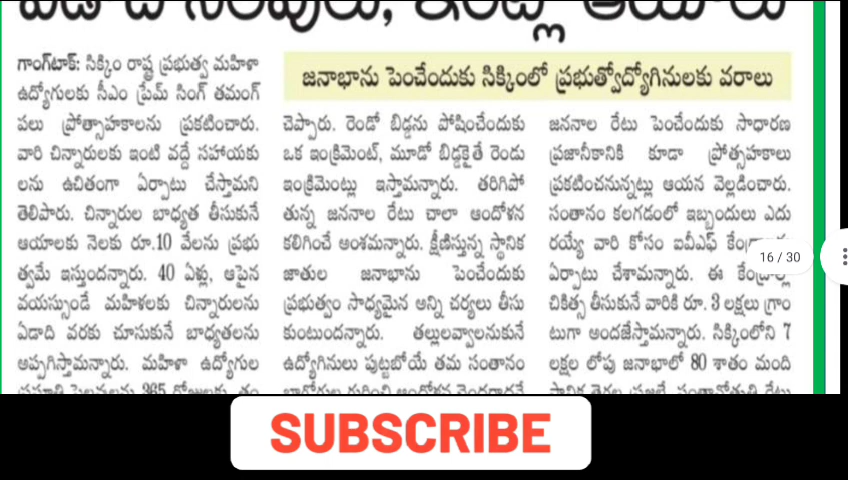 గాంగ్‌టాక్: సిక్కిం రాష్ట్ర ప్రభుత్వ మహిళా
ఉద్యోగులకు సీఎం ప్రేమ్ సింగ్ తమంగ్
పలు ప్రోత్సాహకాలను ప్రకటించారు.
వారి చిన్నారులకు ఇంటి వద్దే సహాయకు
లను ఉచితంగా ఏర్పాటు చేస్తామని
తెలిపారు. చిన్నారుల బాధ్యత తీసుకునే
ఆయాలకు నెలకు రూ.10 వేలను ప్రభు
త్వమే ఇస్తుందన్నారు. 40 ఏళ్లు, ఆపైన
వయస్సుండే మహిళలకు చిన్నారులను
ఏడాది వరకు చూసుకునే బాధ్యతలను
అప్పగిస్తామన్నారు. మహిళా ఉద్యోగుల
జనాభాను పెంచేందుకు సిక్కింలో ప్రభుత్వోద్యోగినులకు వరాలు
చెప్పారు. రెండో బిడ్డను పోషించేందుకు
ఒక ఇంక్రిమెంట్, మూడో బిడ్డకైతే రెండు
ఇంక్రిమెంట్లు ఇస్తామన్నారు. తరిగిపో
తున్న జననాల రేటు చాలా ఆందోళన
కలిగించే అంశమన్నారు. క్షీణిస్తున్న స్థానిక
జాతుల జనాభాను పెంచేందుకు
ప్రభుత్వం సాధ్యమైన అన్ని చర్యలు తీసు
కుంటుందన్నారు. తల్లులవ్వాలనుకునే
ఉద్యోగినులు పుట్టబోయే తమ సంతానం
జననాల రేటు పెంచేందుకు సాధారణ
ప్రజానీకానికి కూడా ప్రోత్సహకాలు
ప్రకటించనున్నట్లు ఆయన వెల్లడించారు.
సంతానం కలగడంలో ఇబ్బందులు ఎదు
రయ్యే వారి కోసం ఐవీఎఫ్
ఏర్పాటు చేశామన్నారు. ఈ
చికిత్స తీసుకునే వారికి రూ. 3 లక్షలు గ్రాం
టుగా అందజేస్తామన్నారు. సిక్కింలోని 7
లక్షల లోపు జనాభాలో 80 శాతం మంది
16 / 30
SUBSCRIBE